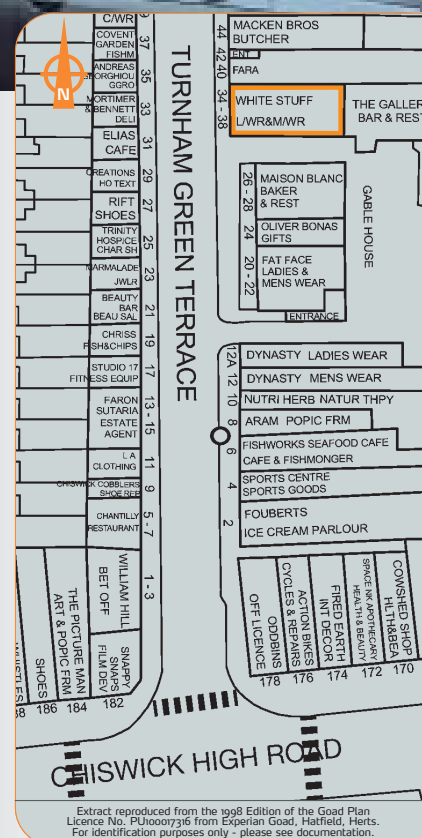 C/WR
COVENT
GARDEN
FISHM
37
ANDREAS
GEORGHIOU
GGRO
35
MORTIMER
& BENNETT
DELI
33
ELIAS
CAFE
31
CREATIONS
HO TEXT
29
RIFT
SHOES
27
TRINITY
HOSPICE
CHAR SH
25
MARMALADE
JWLR
23
BEAUTY
BAR
BEAU SAL
21
CHRISS
FISH&CHIPS
19
STUDIO 17
FITNESS EQUIP
17
FARON
SUTARIA
ESTATE
AGENT
13 - 15
L A
CLOTHING
11
CHISWICK COBBLERS
SHOE REP
9
CHANTILLY
RESTAURANT
5 - 7
WILLIAM HILL
BET OFF
1 - 3
SNAPPY
SNAPS
FILM DEV
182
THE PICTURE MAN
ART & POPIC FRM
184
SHOES
186
N
TURNHAM GREEN TERRACE
44
MACKEN BROS
BUTCHER
42
ENT
40
FARA
34 - 38
WHITE STUFF
L/WR&M/WR
THE GALLER
BAR & REST
26 - 28
MAISON BLANC
BAKER
& REST
24
OLIVER BONAS
GIFTS
20 - 22
FAT FACE
LADIES &
MENS WEAR
ENTRANCE
GABLE HOUSE
12A
DYNASTY LADIES WEAR
12
DYNASTY MENS WEAR
10
NUTRI HERB NATUR THPY
8
ARAM POPIC FRM
6
FISHWORKS SEAFOOD CAFE
CAFE & FISHMONGER
4
SPORTS CENTRE
SPORTS GOODS
2
FOUBERTS
ICE CREAM PARLOUR
ODDBINS
OFF LICENCE
178
ACTION BIKES
CYCLES & REPAIRS
176
FIRED EARTH
INT DECOR
174
SPACE NK APOTHECARY
HEALTH & BEAUTY
172
COWSHED SHOP
HLTH&BEA
170
CHISWICK HIGH ROAD
Extract reproduced from the 1998 Edition of the Goad Plan
Licence No. PU10007316 from Experian Goad, Hatfield, Herts.
For identification purposes only - please see documentation.